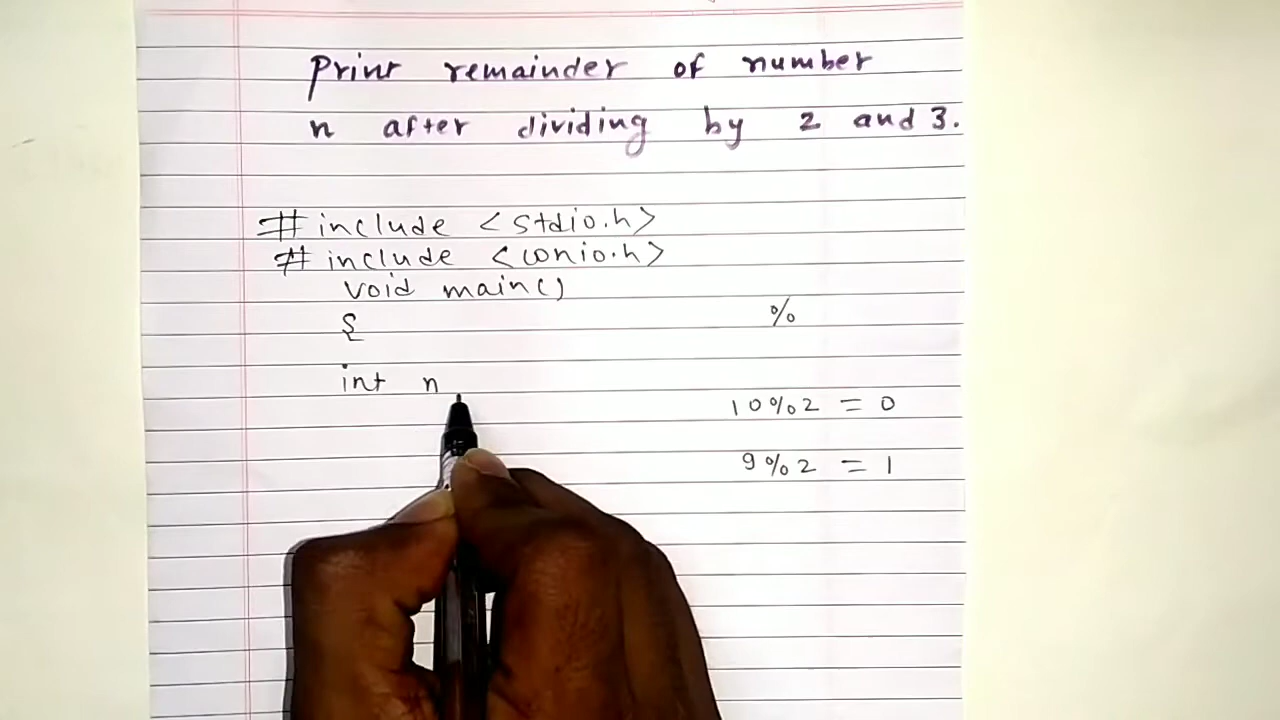 Print remainder of number
n after dividing by 2 and 3.
#include <stdio.h>
#include <conio.h>
void main()
{
%
int n
10%2 = 0
9%2 = 1